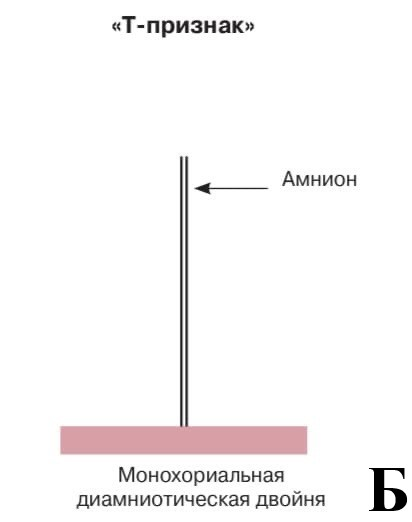 «Т-признак»
Амнион
Монохориальная
диамниотическая двойня
Б